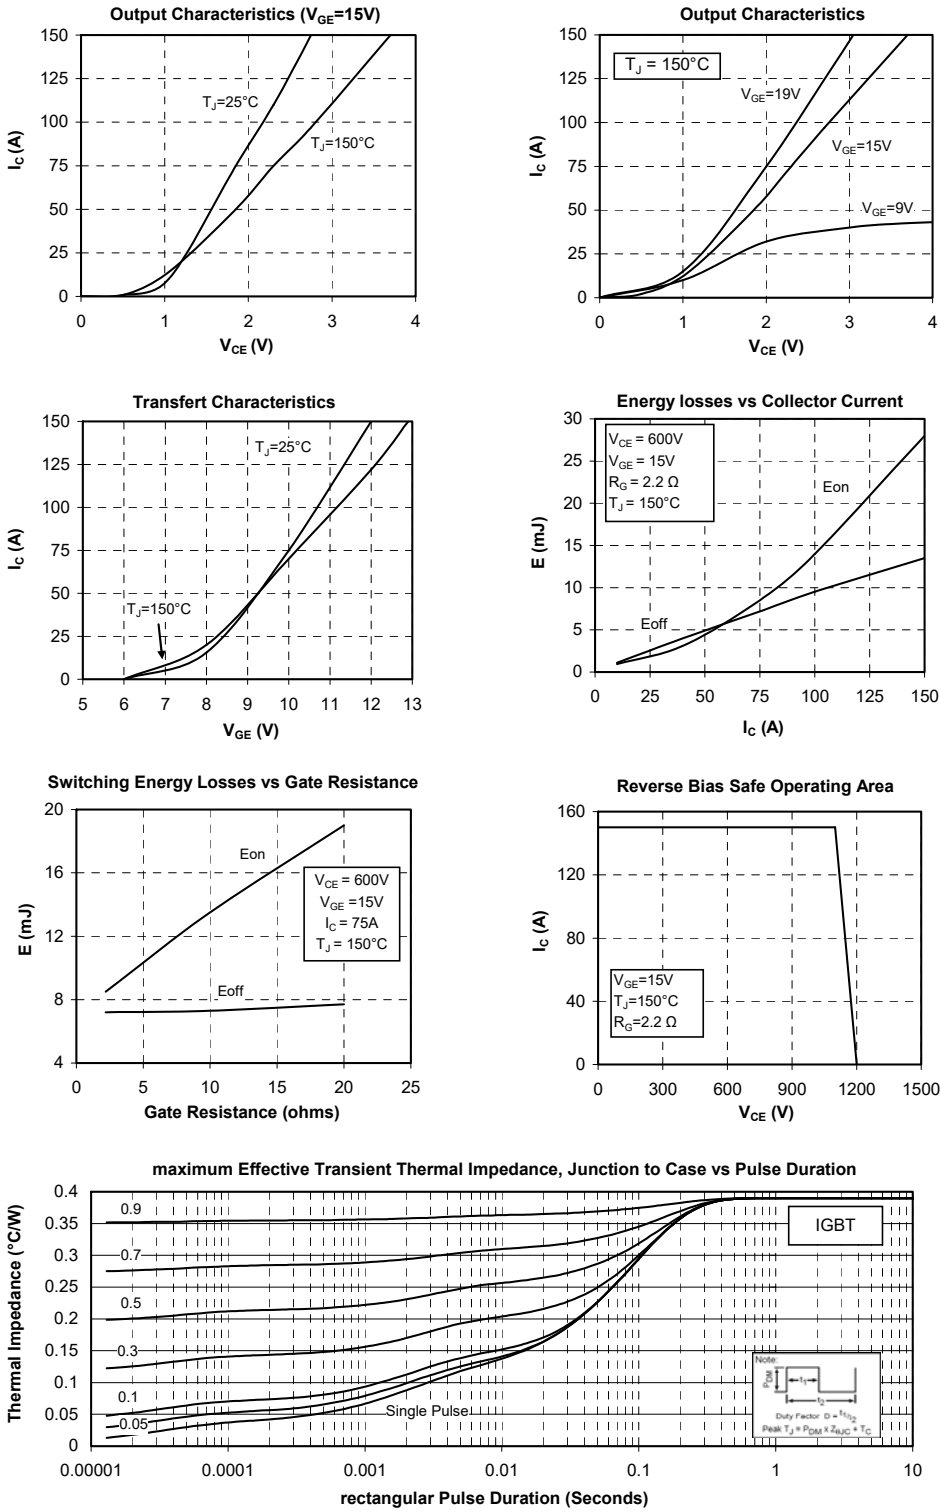 Output Characteristics (VGE=15V)
150
125
100
75
50
25
0
IC (A)
TJ=25°C
TJ=150°C
0 1 2 3 4
VCE (V)
Output Characteristics
150
125
100
75
50
25
0
IC (A)
TJ = 150°C
VGE=19V
VGE=15V
VGE=9V
0 1 2 3 4
VCE (V)
Transfert Characteristics
150
125
100
75
50
25
0
IC (A)
TJ=25°C
TJ=150°C
5 6 7 8 9 10 11 12 13
VGE (V)
Energy losses vs Collector Current
30
25
20
15
10
5
0
E (mJ)
VCE = 600V
VGE = 15V
RG = 2.2 Ω
TJ = 150°C
Eon
Eoff
0 25 50 75 100 125 150
IC (A)
Switching Energy Losses vs Gate Resistance
20
16
12
8
4
E (mJ)
Eon
VCE = 600V
VGE =15V
IC = 75A
TJ = 150°C
Eoff
0 5 10 15 20 25
Gate Resistance (ohms)
Reverse Bias Safe Operating Area
160
120
80
40
0
IC (A)
VGE=15V
TJ=150°C
RG=2.2 Ω
0 300 600 900 1200 1500
VCE (V)
maximum Effective Transient Thermal Impedance, Junction to Case vs Pulse Duration
0.4
0.35
0.3
0.25
0.2
0.15
0.1
0.05
0
Thermal Impedance (°C/W)
0.9
0.7
0.5
0.3
0.1
0.05
Single Pulse
IGBT
Note:
PDM
t1
t2
Duty Factor D = t1/t2
Peak TJ = PDM x ZθJC + TC
0.00001 0.0001 0.001 0.01 0.1 1 10
rectangular Pulse Duration (Seconds)